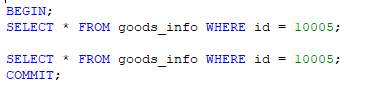 BEGIN;
SELECT * FROM goods_info WHERE id = 10005;
SELECT * FROM goods_info WHERE id = 10005;
COMMIT;